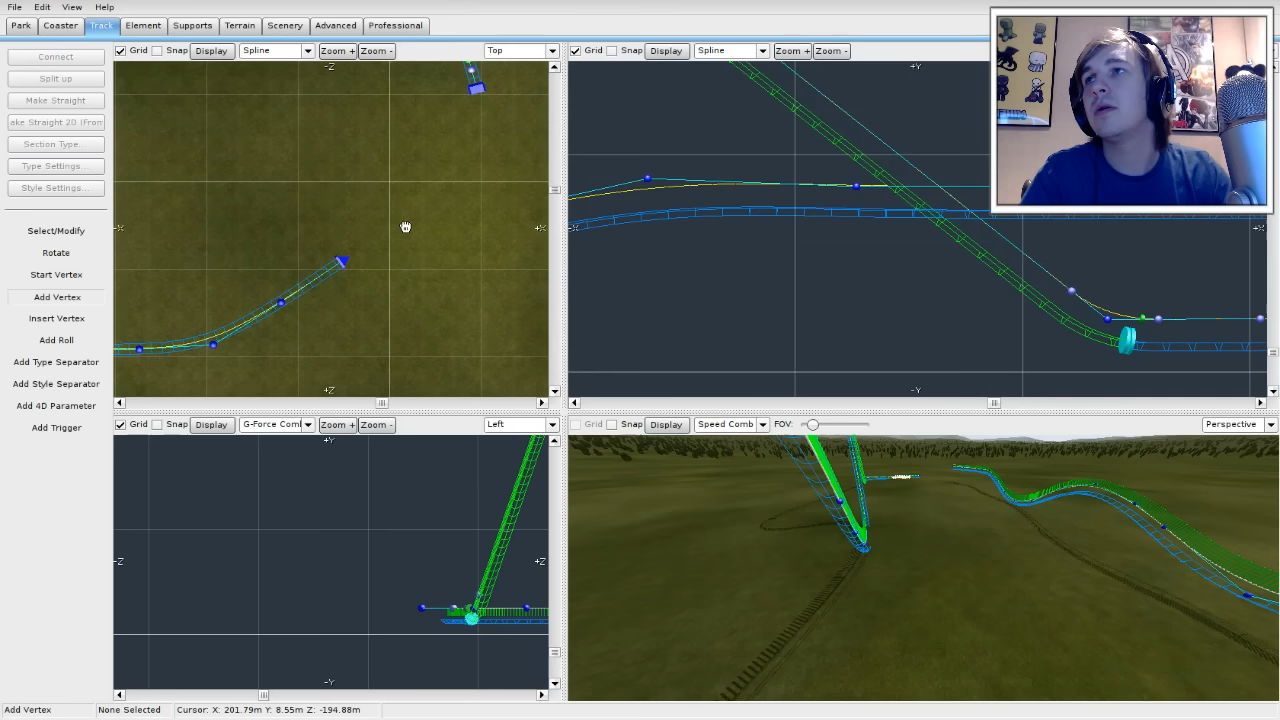 File Edit View Help
Park Coaster Track Element Supports Terrain Scenery Advanced Professional
Connect
Split up
Make Straight
ake Straight 2D (Fron
Section Type...
Type Settings...
Style Settings...
Select/Modify
Rotate
Start Vertex
Add Vertex
Insert Vertex
Add Roll
Add Type Separator
Add Style Separator
Add 4D Parameter
Add Trigger
Grid Snap Display Spline Zoom + Zoom - Top
-Z
-X
+X
+Z
Grid Snap Display Spline Zoom + Zoom -
+Y
-X
+X
-Y
Grid Snap Display G-Force Coml Zoom + Zoom - Left
+Y
-Z
+Z
-Y
Grid Snap Display Speed Comb FOV: Perspective
Add Vertex None Selected Cursor: X: 201.79m Y: 8.55m Z: -194.88m